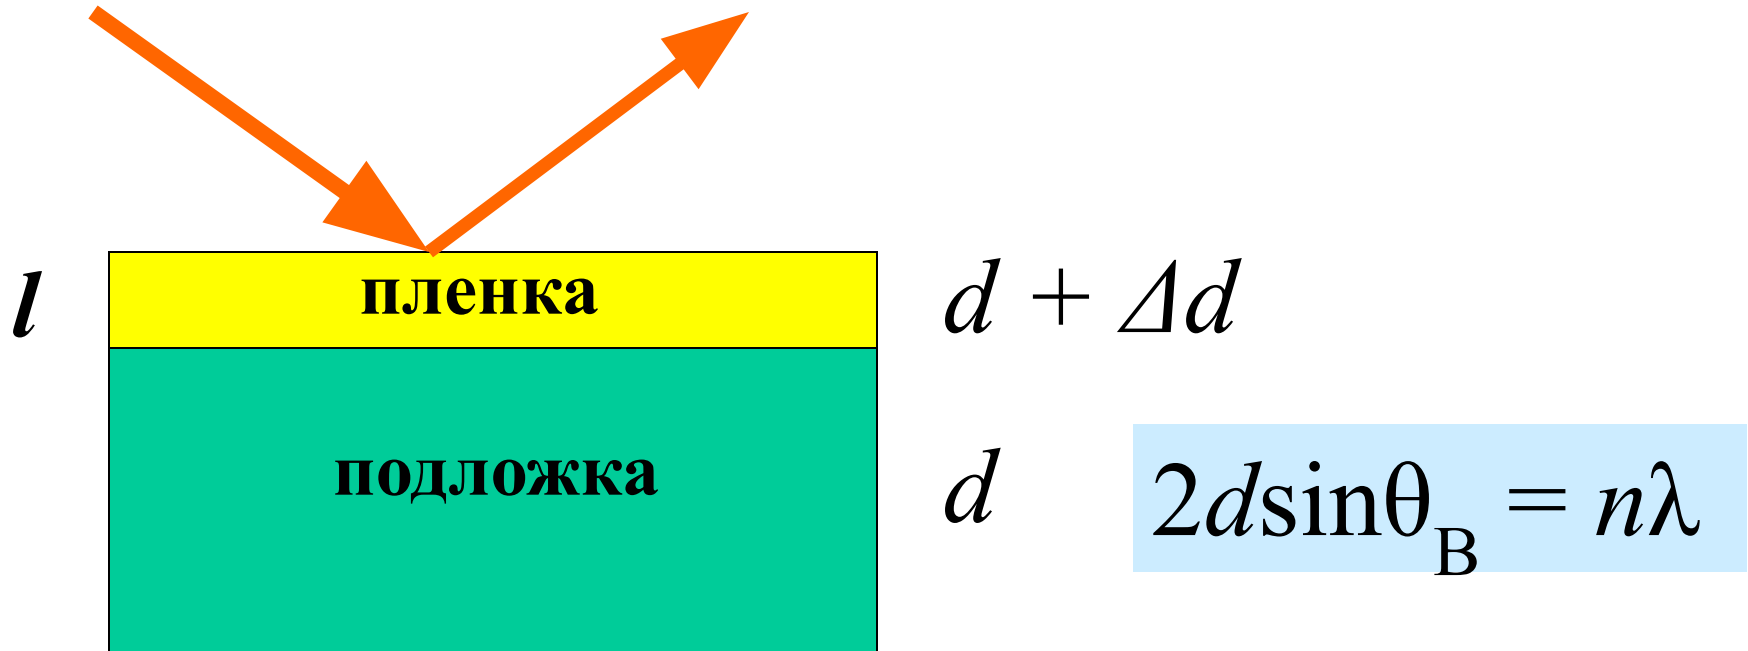 l пленка d + Δd
подложка d 2dsinθB = nλ